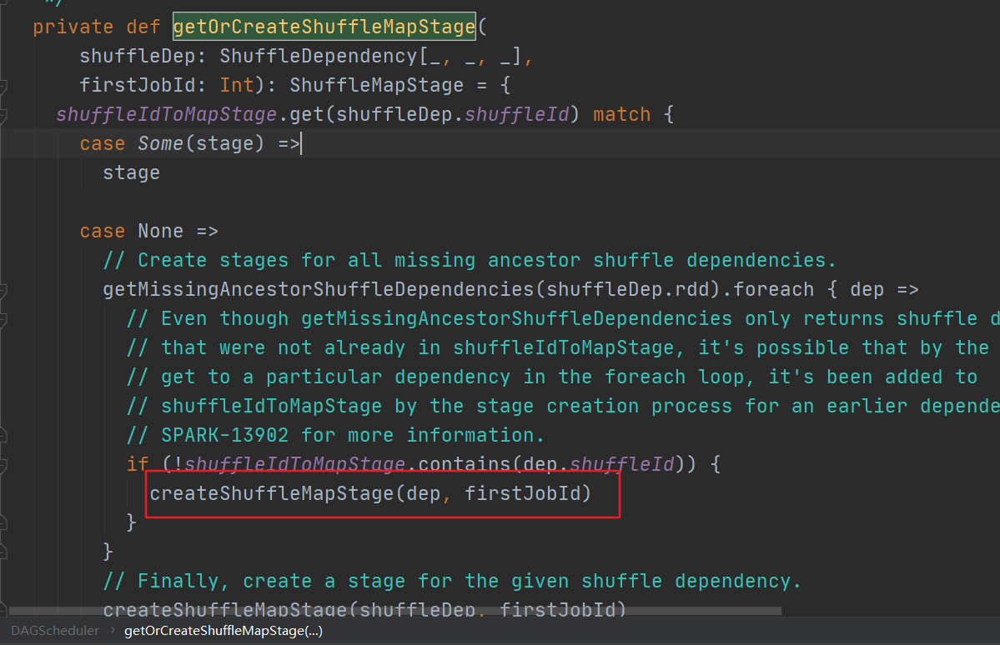 */
private def getOrCreateShuffleMapStage(
shuffleDep: ShuffleDependency[_, _, _],
firstJobId: Int): ShuffleMapStage = {
shuffleIdToMapStage.get(shuffleDep.shuffleId) match {
case Some(stage) =>
stage
case None =>
// Create stages for all missing ancestor shuffle dependencies.
getMissingAncestorShuffleDependencies(shuffleDep.rdd).foreach { dep =>
// Even though getMissingAncestorShuffleDependencies only returns shuffle d
// that were not already in shuffleIdToMapStage, it's possible that by the
// get to a particular dependency in the foreach loop, it's been added to
// shuffleIdToMapStage by the stage creation process for an earlier depende
// SPARK-13902 for more information.
if (!shuffleIdToMapStage.contains(dep.shuffleId)) {
createShuffleMapStage(dep, firstJobId)
}
}
// Finally, create a stage for the given shuffle dependency.
createShuffleMapStage(shuffleDep, firstJobId)
DAGScheduler › getOrCreateShuffleMapStage(...)